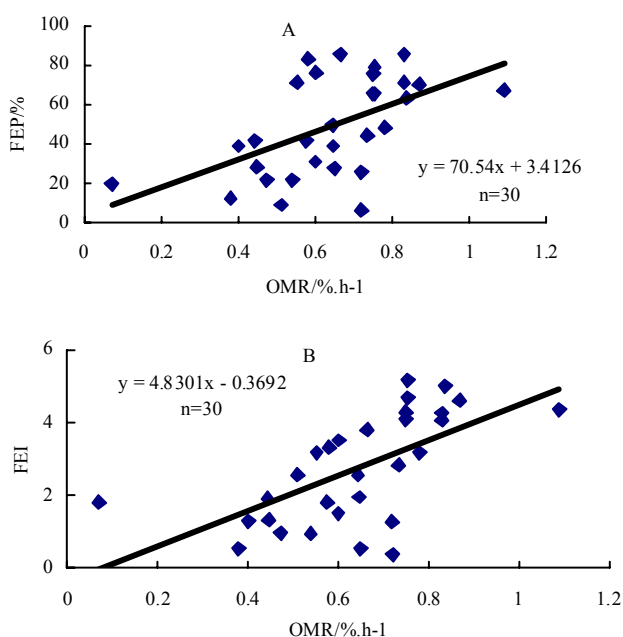 A
100
80
60
40
20
0
FEP/%
y = 70.54x + 3.4126
n=30
0 0.2 0.4 0.6 0.8 1 1.2
OMR/%.h-1
B
6
4
2
0
FEI
y = 4.8301x - 0.3692
n=30
0 0.2 0.4 0.6 0.8 1 1.2
OMR/%.h-1